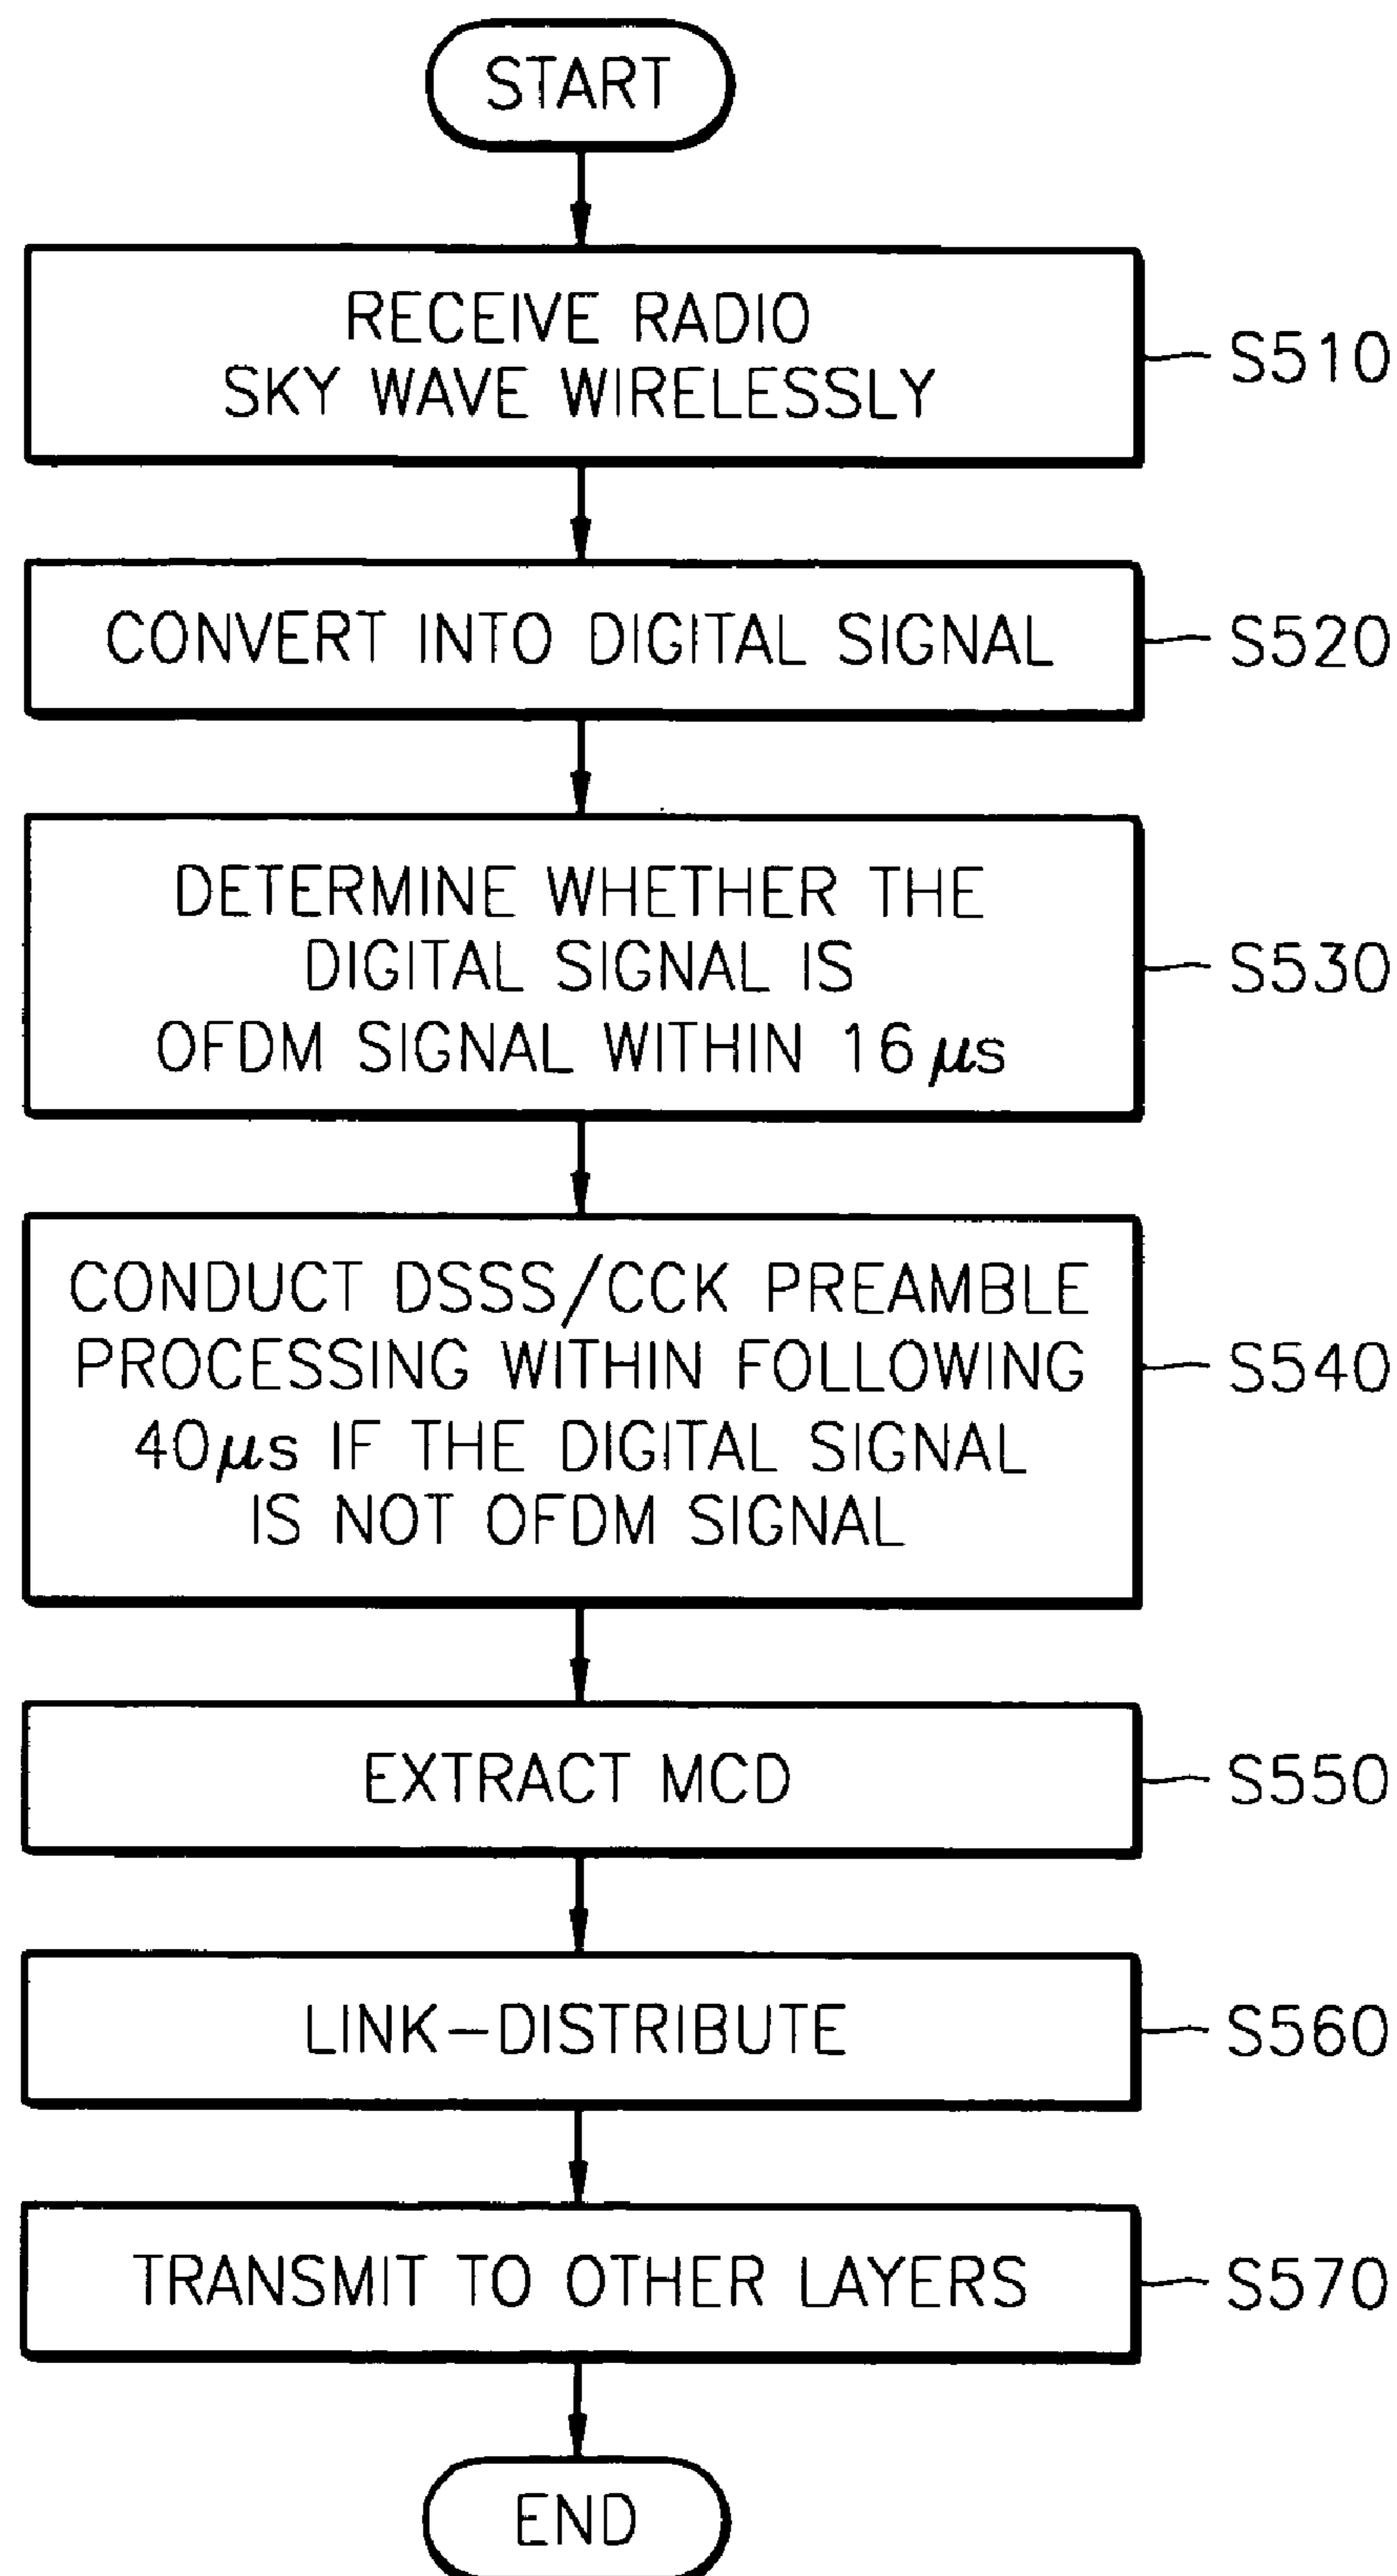 START
RECEIVE RADIO
SKY WAVE WIRELESSLY
S510
CONVERT INTO DIGITAL SIGNAL
S520
DETERMINE WHETHER THE
DIGITAL SIGNAL IS
OFDM SIGNAL WITHIN 16μs
S530
CONDUCT DSSS/CCK PREAMBLE
PROCESSING WITHIN FOLLOWING
40μs IF THE DIGITAL SIGNAL
IS NOT OFDM SIGNAL
S540
EXTRACT MCD
S550
LINK-DISTRIBUTE
S560
TRANSMIT TO OTHER LAYERS
S570
END